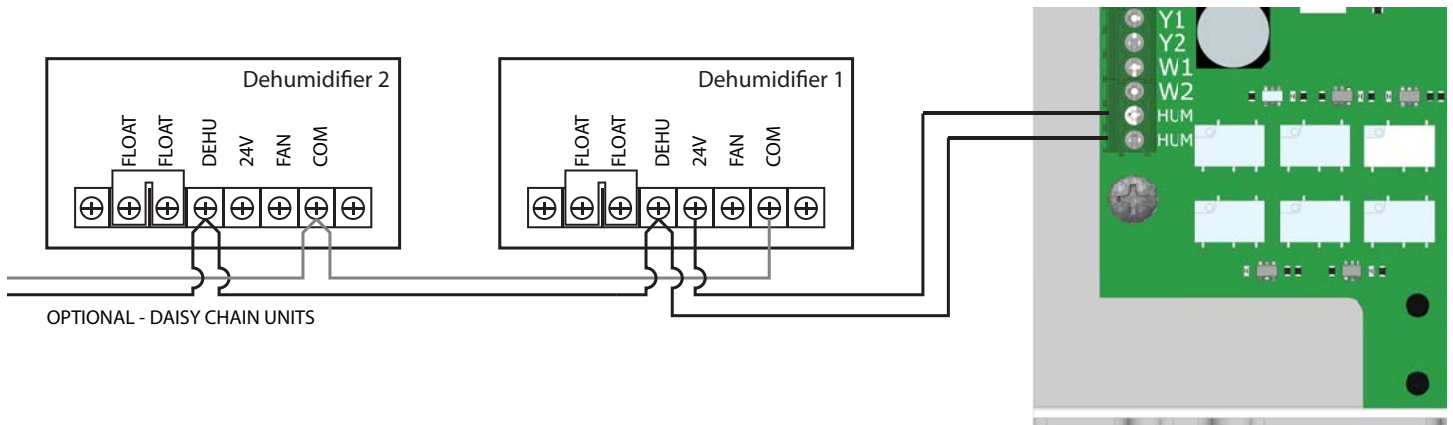 Dehumidifier 2
FLOAT
FLOAT
DEHU
24V
FAN
COM
Dehumidifier 1
FLOAT
FLOAT
DEHU
24V
FAN
COM
Y1
Y2
W1
W2
HUM
HUM
OPTIONAL - DAISY CHAIN UNITS